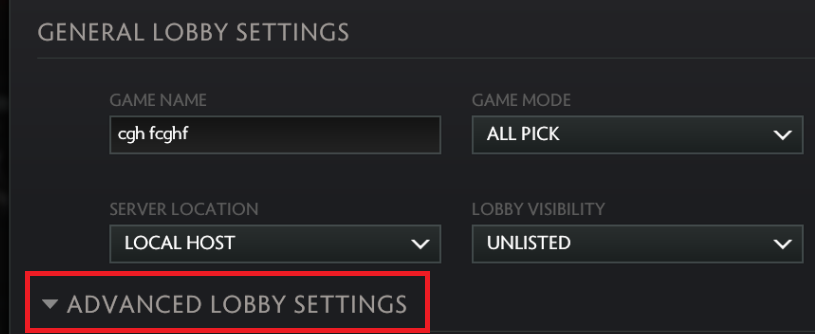 GENERAL LOBBY SETTINGS
GAME NAME
GAME MODE
cgh fcghf
ALL PICK
SERVER LOCATION
LOBBY VISIBILITY
LOCAL HOST
UNLISTED
ADVANCED LOBBY SETTINGS